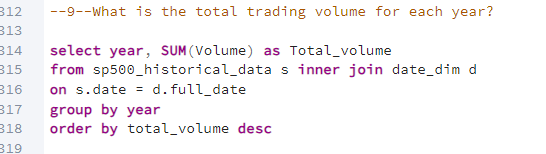 312 --9--What is the total trading volume for each year?
313
314 select year, SUM(Volume) as Total_volume
315 from sp500_historical_data s inner join date_dim d
316 on s.date = d.full_date
317 group by year
318 order by total_volume desc
319